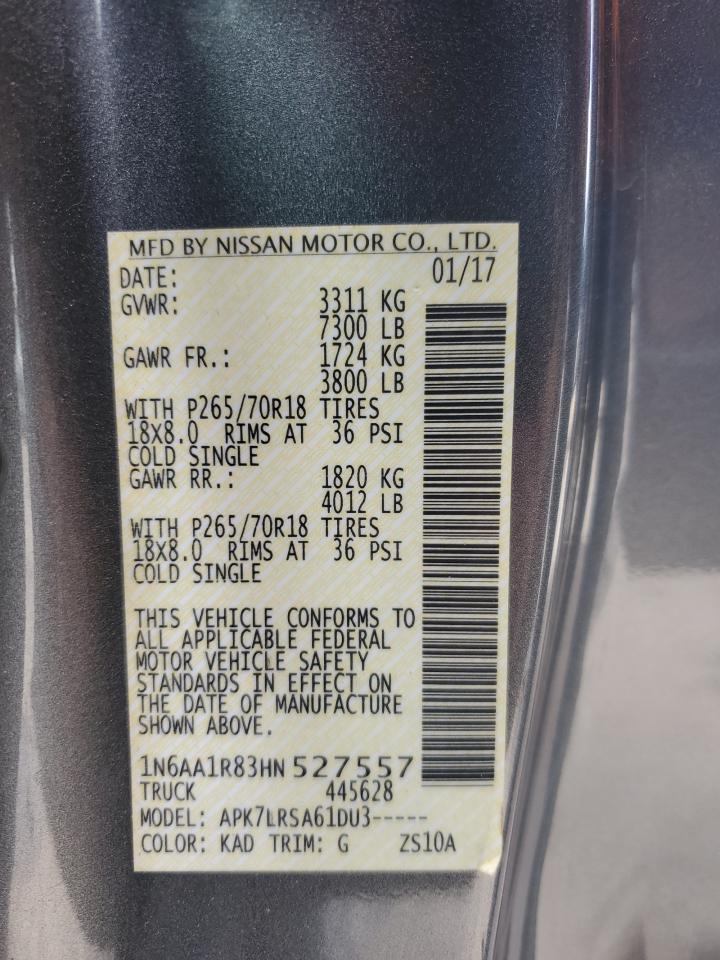 MFD BY NISSAN MOTOR CO., LTD.
DATE: 01/17
GVWR: 3311 KG
7300 LB
GAWR FR.: 1724 KG
3800 LB
WITH P265/70R18 TIRES
18X8.0 RIMS AT 36 PSI
COLD SINGLE
GAWR RR.: 1820 KG
4012 LB
WITH P265/70R18 TIRES
18X8.0 RIMS AT 36 PSI
COLD SINGLE
THIS VEHICLE CONFORMS TO
ALL APPLICABLE FEDERAL
MOTOR VEHICLE SAFETY
STANDARDS IN EFFECT ON
THE DATE OF MANUFACTURE
SHOWN ABOVE.
1N6AA1R83HN 527557
TRUCK 445628
MODEL: APK7LRSA61DU3-----
COLOR: KAD TRIM: G ZS10A